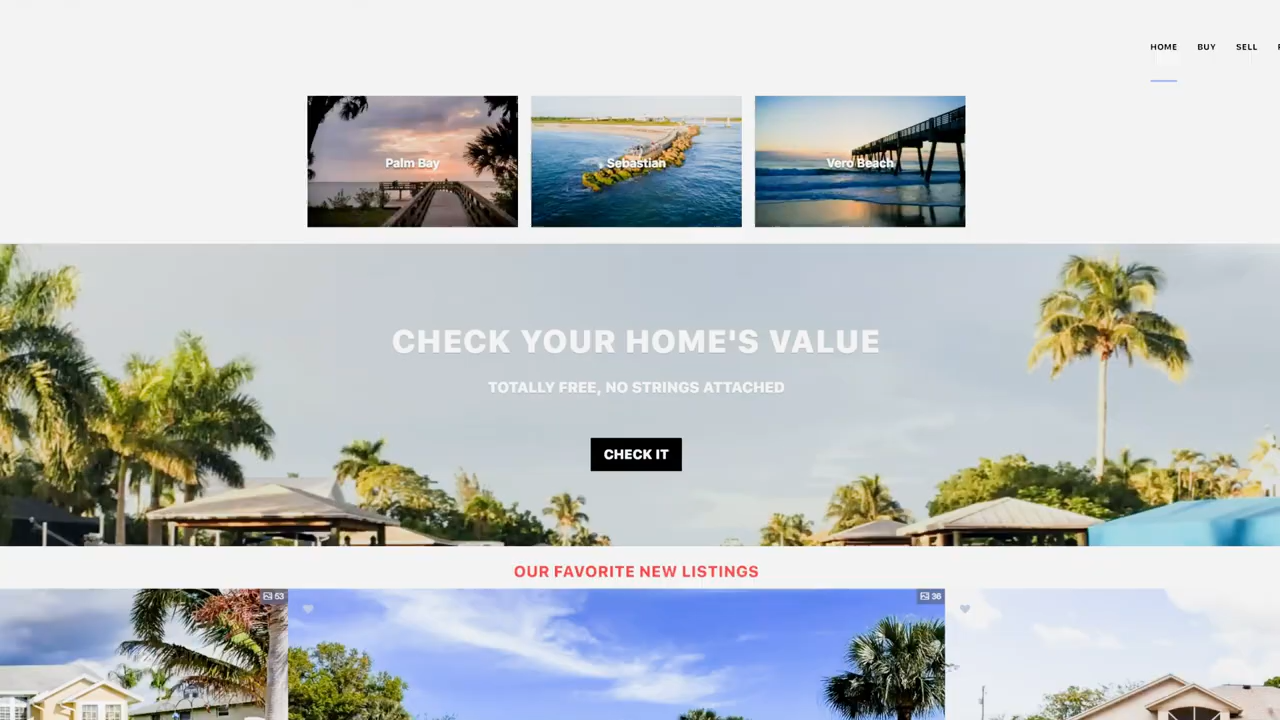 HOME BUY SELL
Palm Bay
Sebastian
Vero Beach
CHECK YOUR HOME'S VALUE
TOTALLY FREE, NO STRINGS ATTACHED
CHECK IT
OUR FAVORITE NEW LISTINGS
53
36